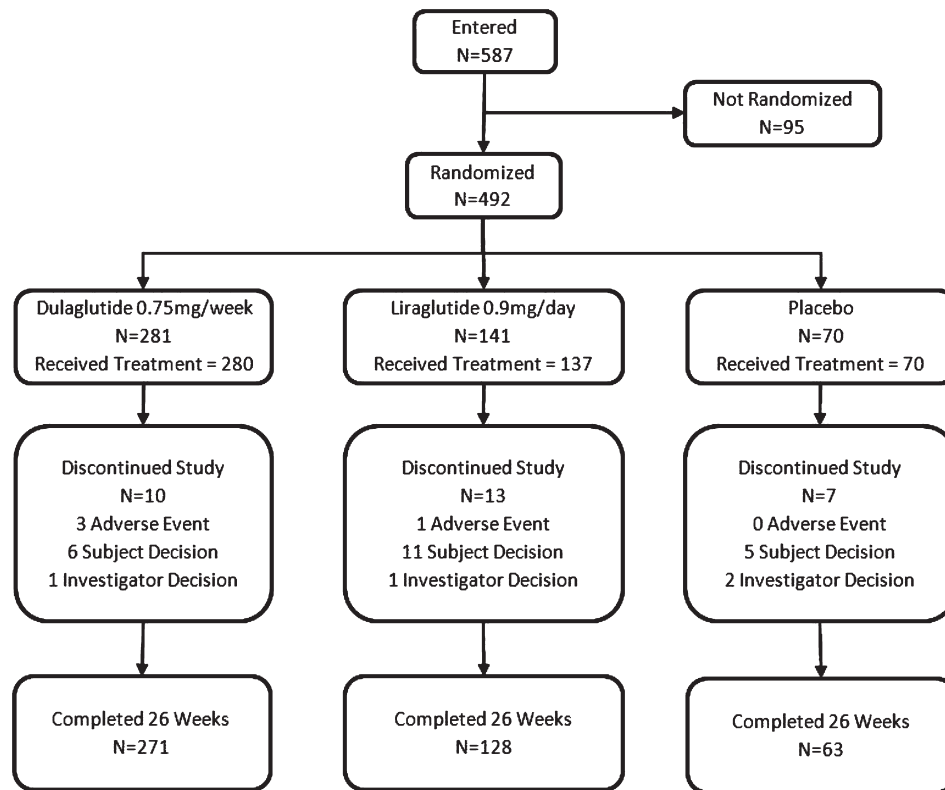 Entered
N=587
Not Randomized
N=95
Randomized
N=492
Dulaglutide 0.75mg/week
N=281
Received Treatment = 280
Liraglutide 0.9mg/day
N=141
Received Treatment = 137
Placebo
N=70
Received Treatment = 70
Discontinued Study
N=10
3 Adverse Event
6 Subject Decision
1 Investigator Decision
Discontinued Study
N=13
1 Adverse Event
11 Subject Decision
1 Investigator Decision
Discontinued Study
N=7
0 Adverse Event
5 Subject Decision
2 Investigator Decision
Completed 26 Weeks
N=271
Completed 26 Weeks
N=128
Completed 26 Weeks
N=63